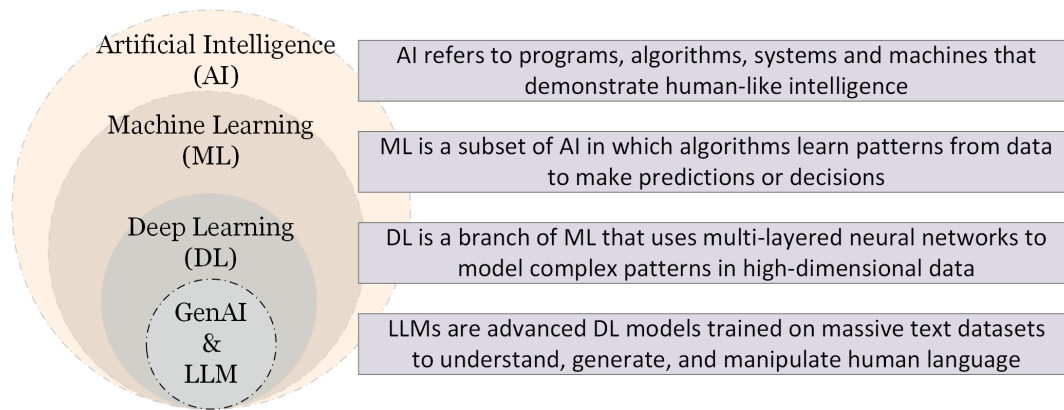 Artificial Intelligence
(AI)
AI refers to programs, algorithms, systems and machines that
demonstrate human-like intelligence
Machine Learning
(ML)
ML is a subset of AI in which algorithms learn patterns from data
to make predictions or decisions
Deep Learning
(DL)
DL is a branch of ML that uses multi-layered neural networks to
model complex patterns in high-dimensional data
GenAI
&
LLM
LLMs are advanced DL models trained on massive text datasets
to understand, generate, and manipulate human language